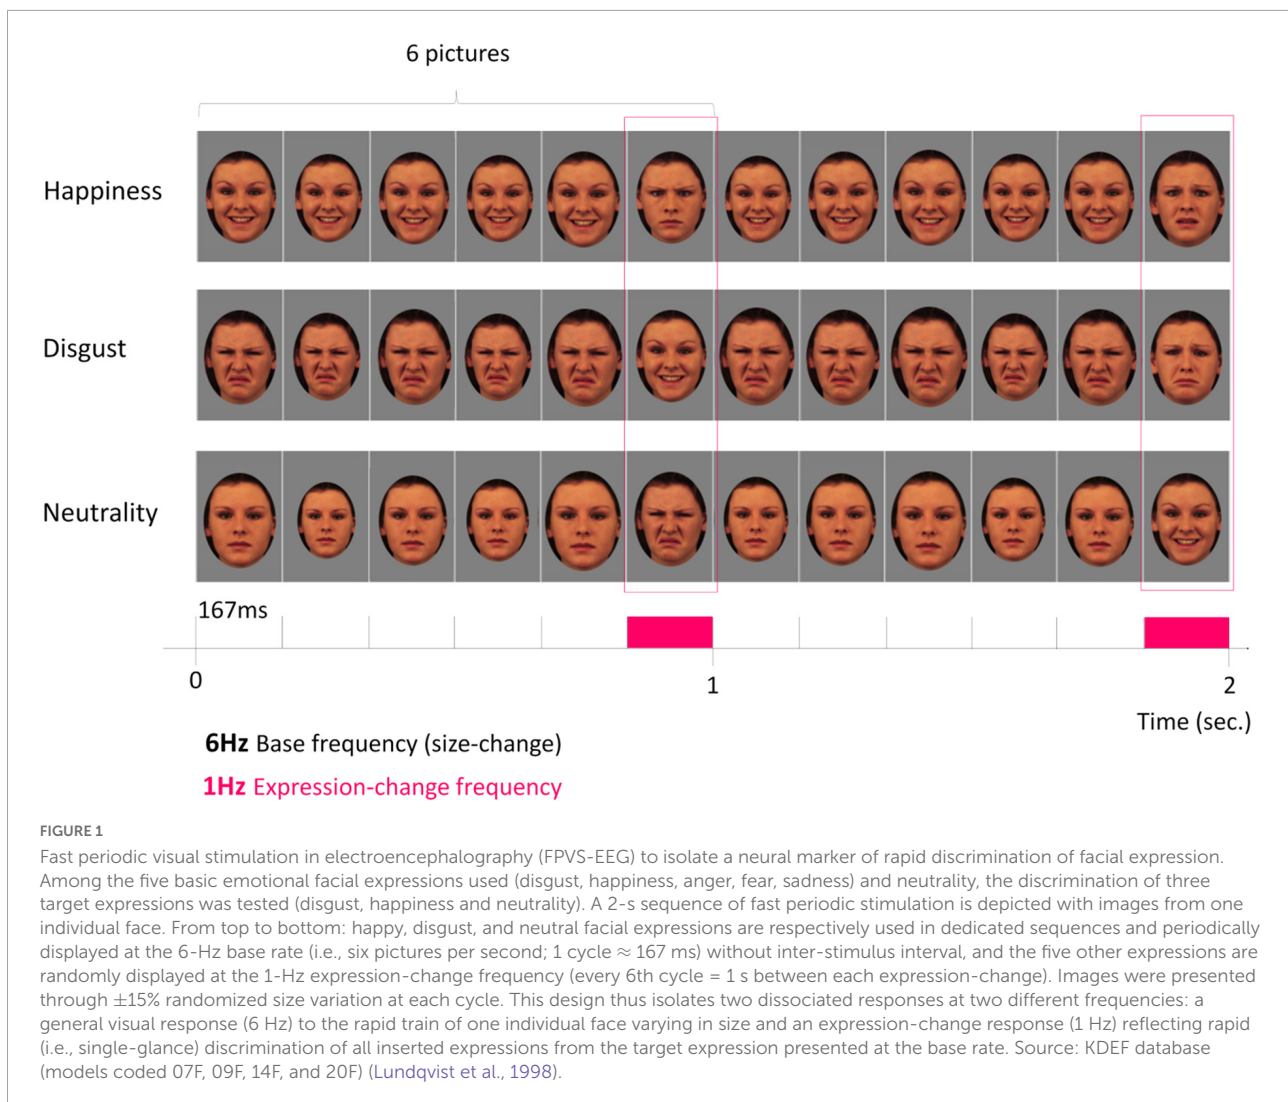 6 pictures
Happiness
Disgust
Neutrality
167ms
0
1
2
Time (sec.)
6Hz Base frequency (size-change)
1Hz Expression-change frequency
FIGURE 1
Fast periodic visual stimulation in electroencephalography (FPVS-EEG) to isolate a neural marker of rapid discrimination of facial expression.
Among the five basic emotional facial expressions used (disgust, happiness, anger, fear, sadness) and neutrality, the discrimination of three
target expressions was tested (disgust, happiness and neutrality). A 2-s sequence of fast periodic stimulation is depicted with images from one
individual face. From top to bottom: happy, disgust, and neutral facial expressions are respectively used in dedicated sequences and periodically
displayed at the 6-Hz base rate (i.e., six pictures per second; 1 cycle ≈ 167 ms) without inter-stimulus interval, and the five other expressions are
randomly displayed at the 1-Hz expression-change frequency (every 6th cycle = 1 s between each expression-change). Images were presented
through ±15% randomized size variation at each cycle. This design thus isolates two dissociated responses at two different frequencies: a
general visual response (6 Hz) to the rapid train of one individual face varying in size and an expression-change response (1 Hz) reflecting rapid
(i.e., single-glance) discrimination of all inserted expressions from the target expression presented at the base rate. Source: KDEF database
(models coded 07F, 09F, 14F, and 20F) (Lundqvist et al., 1998).